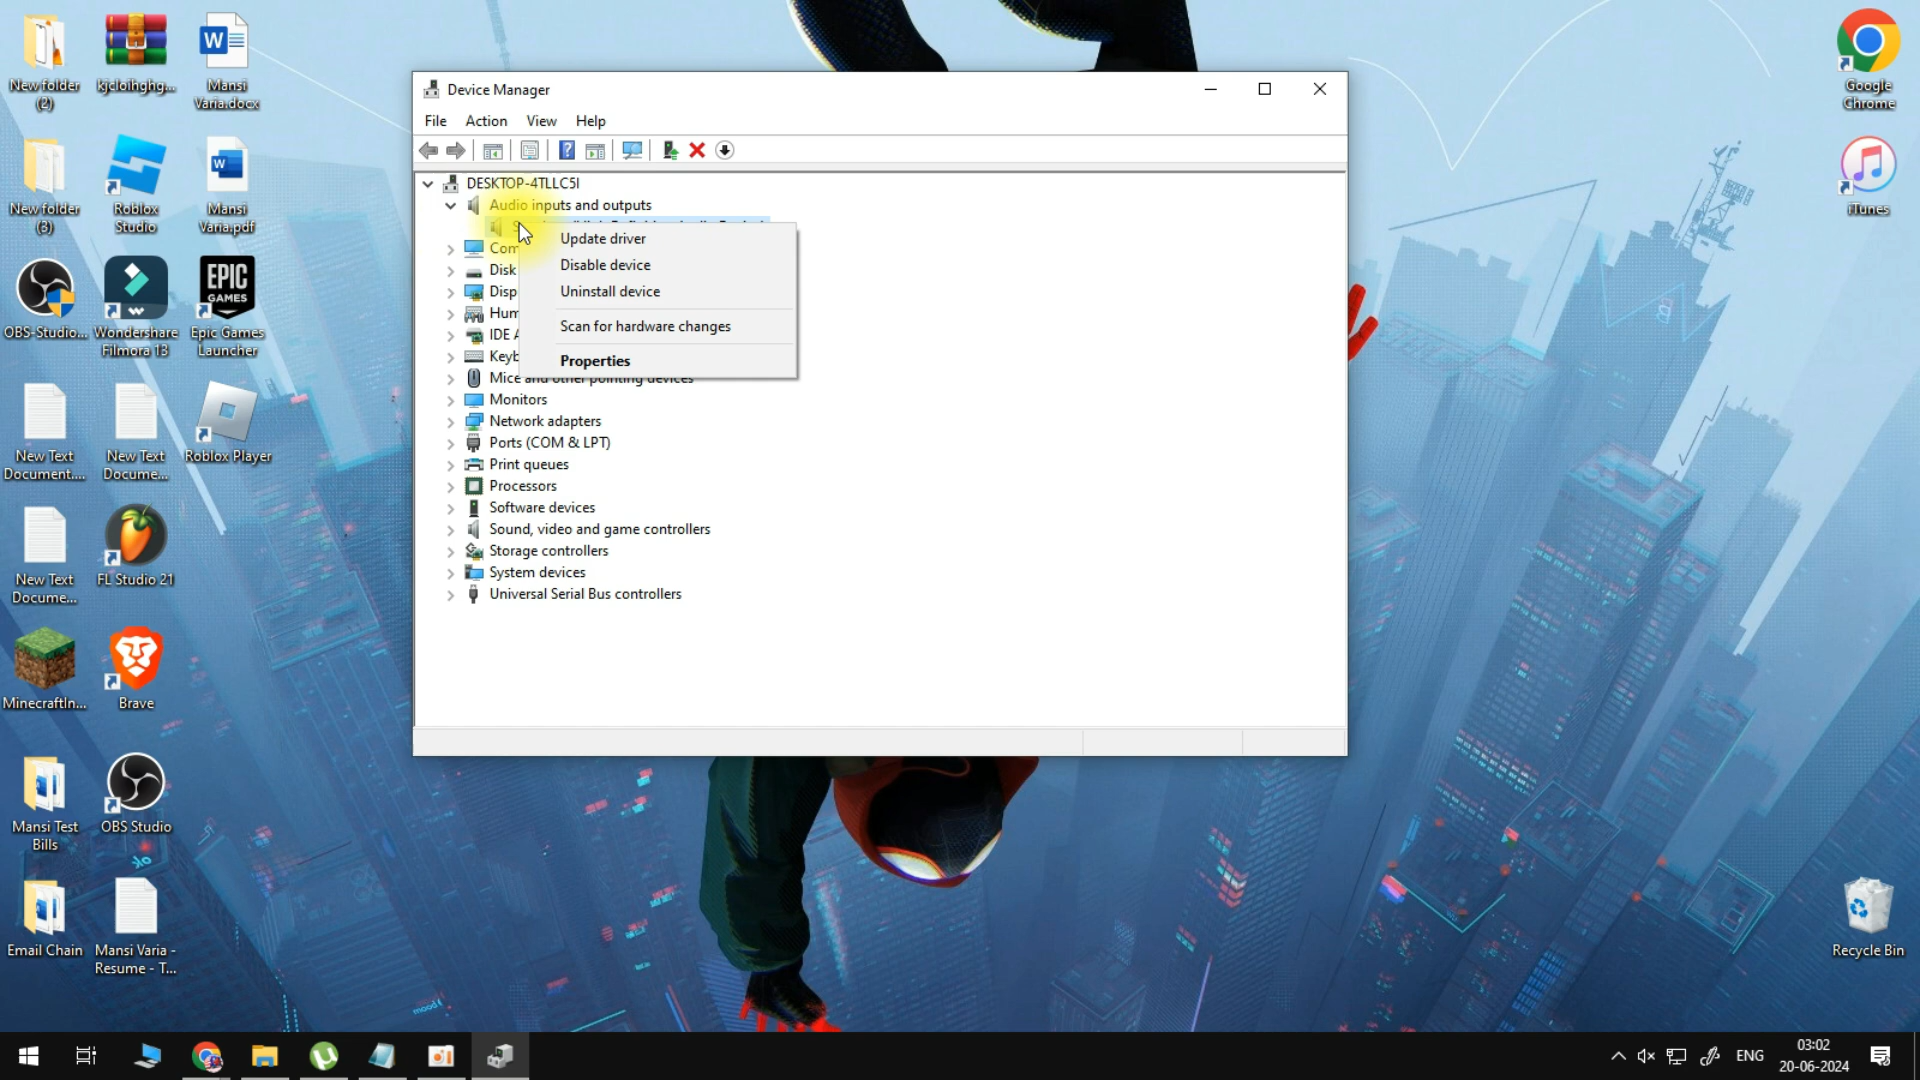 New folder
(2)
kjcloihghg...
Mansi
Varia.docx
New folder
(3)
Roblox
Studio
Mansi
Varia.pdf
OBS-Studio...
Wondershare
Filmora 13
EPIC
GAMES
Epic Games
Launcher
New Text
Document....
New Text
Docume...
Roblox Player
New Text
Docume...
FL Studio 21
MinecraftIn...
Brave
Mansi Test
Bills
OBS Studio
Email Chain
Mansi Varia -
Resume - T...
Device Manager
File Action View Help
DESKTOP-4TLLC5I
Audio inputs and outputs
Com
Disk
Disp
Hum
IDE A
Keyb
Mice and other pointing devices
Monitors
Network adapters
Ports (COM & LPT)
Print queues
Processors
Software devices
Sound, video and game controllers
Storage controllers
System devices
Universal Serial Bus controllers
Update driver
Disable device
Uninstall device
Scan for hardware changes
Properties
Google
Chrome
iTunes
Recycle Bin
mood
ENG
03:02
20-06-2024